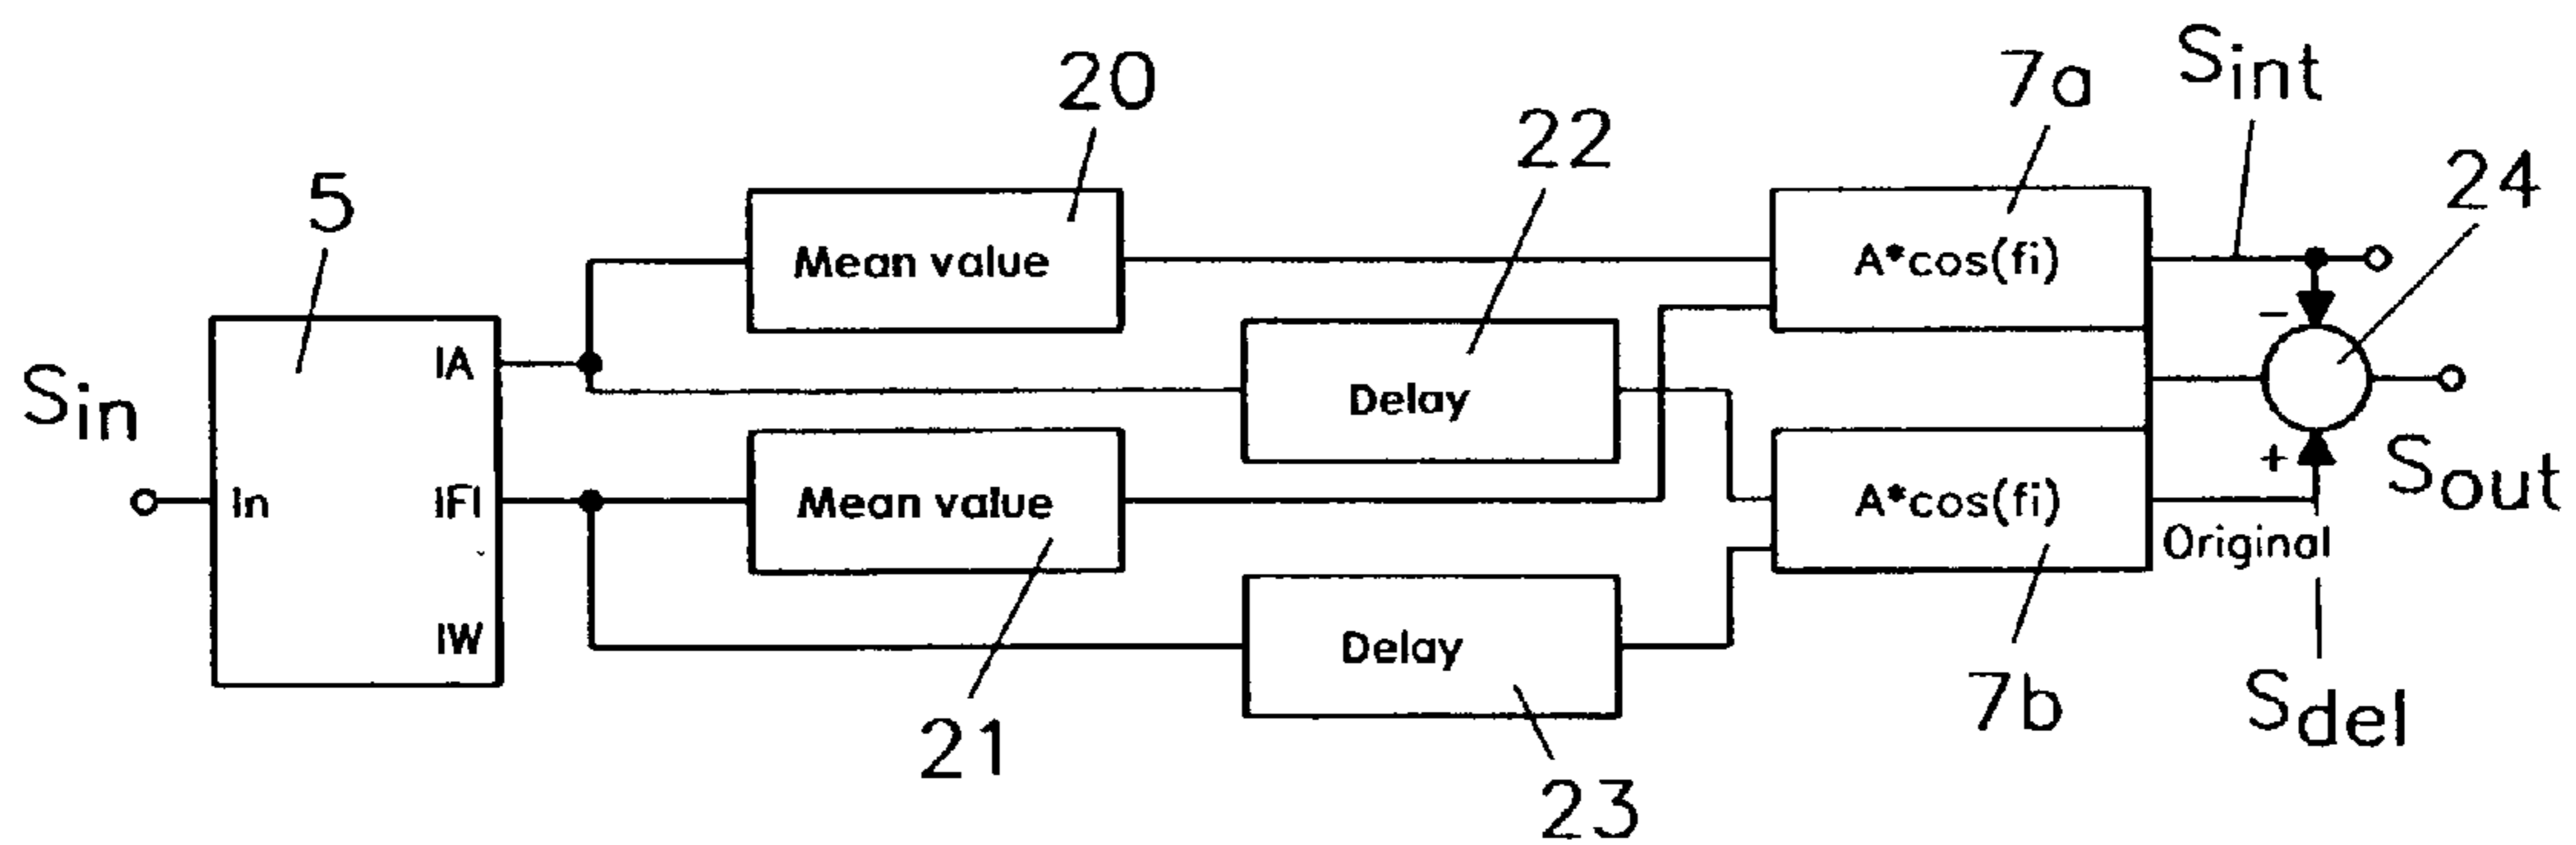 20
7a
Sint
22
24
5
Mean value
A*cos(fi)
IA
Sin
Delay
–
In
IFI
Mean value
A*cos(fi)
+
Sout
Original
IW
Delay
21
7b
Sdel
23